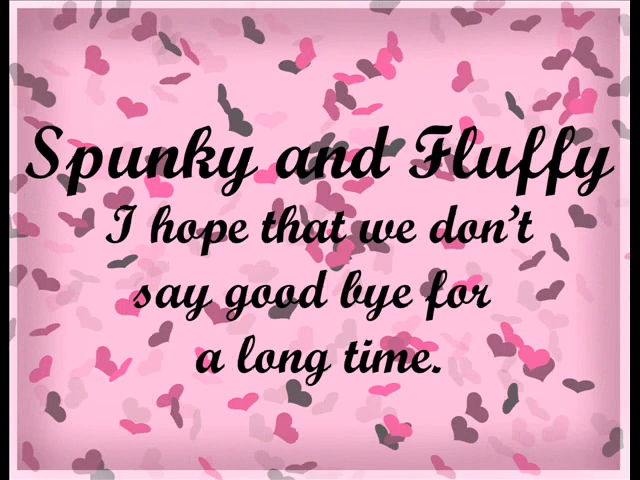 Spunky and Fluffy
I hope that we don't
say good bye for
a long time.